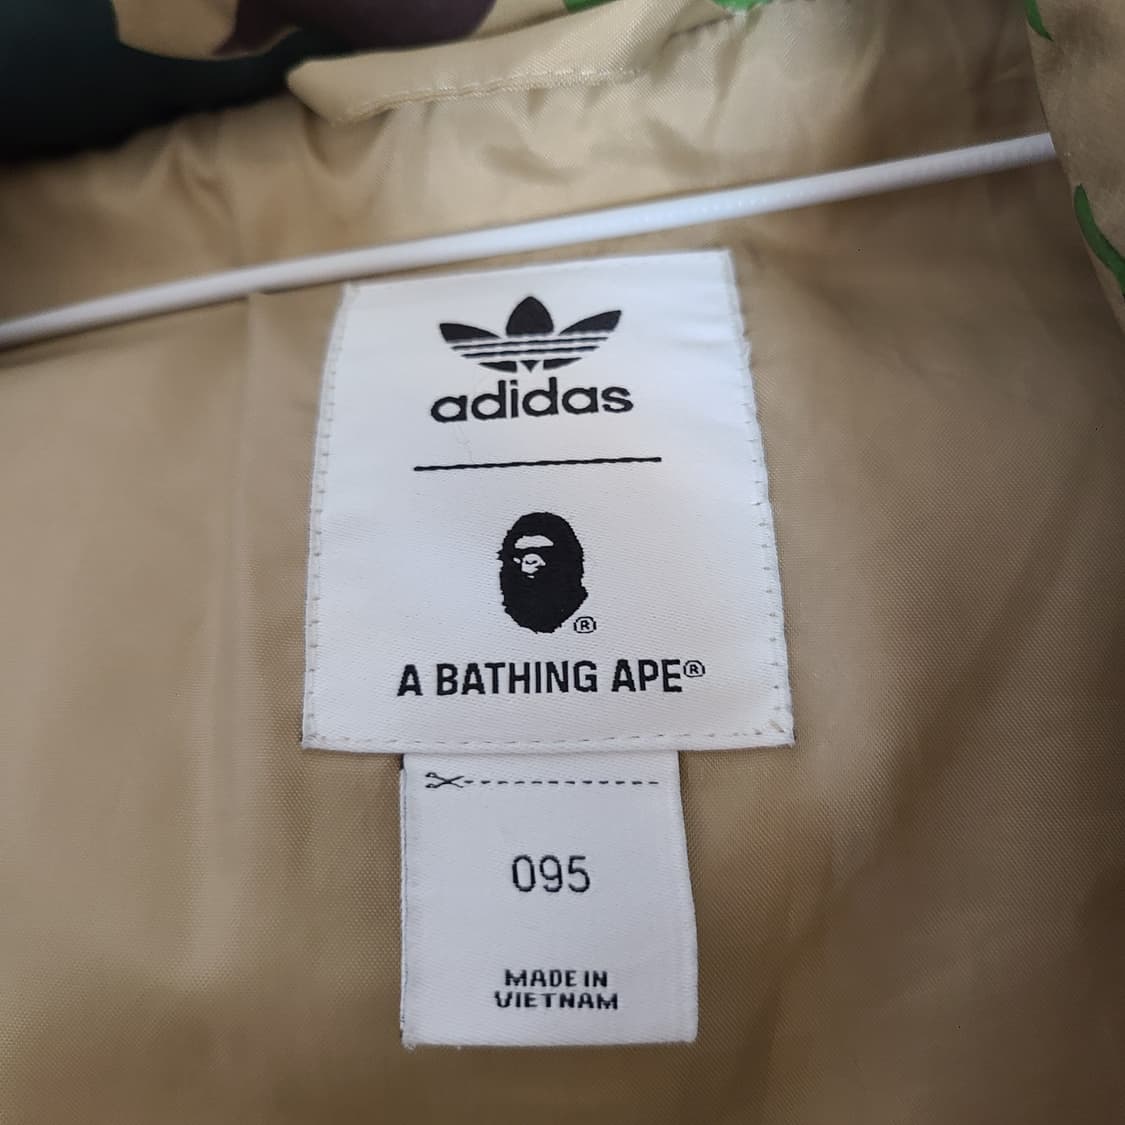 adidas
®
A BATHING APE®
095
MADE IN
VIETNAM